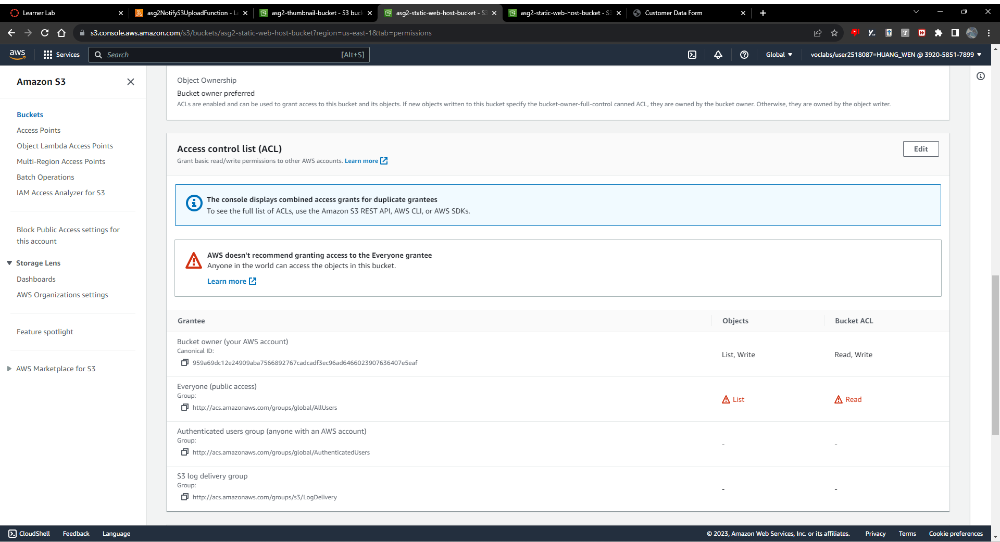 Learner Lab
asg2NotifyS3UploadFunction - La
asg2-thumbnail-bucket - S3 buck
asg2-static-web-host-bucket - S3
asg2-static-web-host-bucket - S3
Customer Data Form
s3.console.aws.amazon.com/s3/buckets/asg2-static-web-host-bucket?region=us-east-1&tab=permissions
aws
Services
Search
[Alt+S]
Global
voclabs/user2518087=HUANG_WEN @ 3920-5851-7899
Amazon S3
Buckets
Access Points
Object Lambda Access Points
Multi-Region Access Points
Batch Operations
IAM Access Analyzer for S3
Block Public Access settings for
this account
Storage Lens
Dashboards
AWS Organizations settings
Feature spotlight
AWS Marketplace for S3
Object Ownership
Bucket owner preferred
ACLs are enabled and can be used to grant access to this bucket and its objects. If new objects written to this bucket specify the bucket-owner-full-control canned ACL, they are owned by the bucket owner. Otherwise, they are owned by the object writer.
Access control list (ACL)
Edit
Grant basic read/write permissions to other AWS accounts. Learn more
The console displays combined access grants for duplicate grantees
To see the full list of ACLs, use the Amazon S3 REST API, AWS CLI, or AWS SDKs.
AWS doesn't recommend granting access to the Everyone grantee
Anyone in the world can access the objects in this bucket.
Learn more
Grantee
Objects
Bucket ACL
Bucket owner (your AWS account)
Canonical ID:
959a69dc12e24909aba7566892767cadcadf3ec96ad6466023907636407e5eaf
List, Write
Read, Write
Everyone (public access)
Group:
http://acs.amazonaws.com/groups/global/AllUsers
List
Read
Authenticated users group (anyone with an AWS account)
Group:
http://acs.amazonaws.com/groups/global/AuthenticatedUsers
-
-
S3 log delivery group
Group:
http://acs.amazonaws.com/groups/s3/LogDelivery
-
-
CloudShell
Feedback
Language
© 2023, Amazon Web Services, Inc. or its affiliates.
Privacy
Terms
Cookie preferences